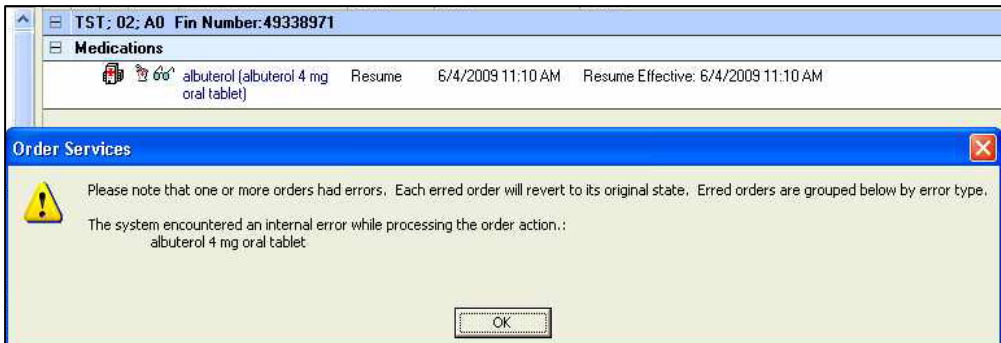 TST; 02; A0 Fin Number:49338971
Medications
albuterol (albuterol 4 mg oral tablet) Resume 6/4/2009 11:10 AM Resume Effective: 6/4/2009 11:10 AM
Order Services
Please note that one or more orders had errors. Each erred order will revert to its original state. Erred orders are grouped below by error type.
The system encountered an internal error while processing the order action.:
albuterol 4 mg oral tablet
OK